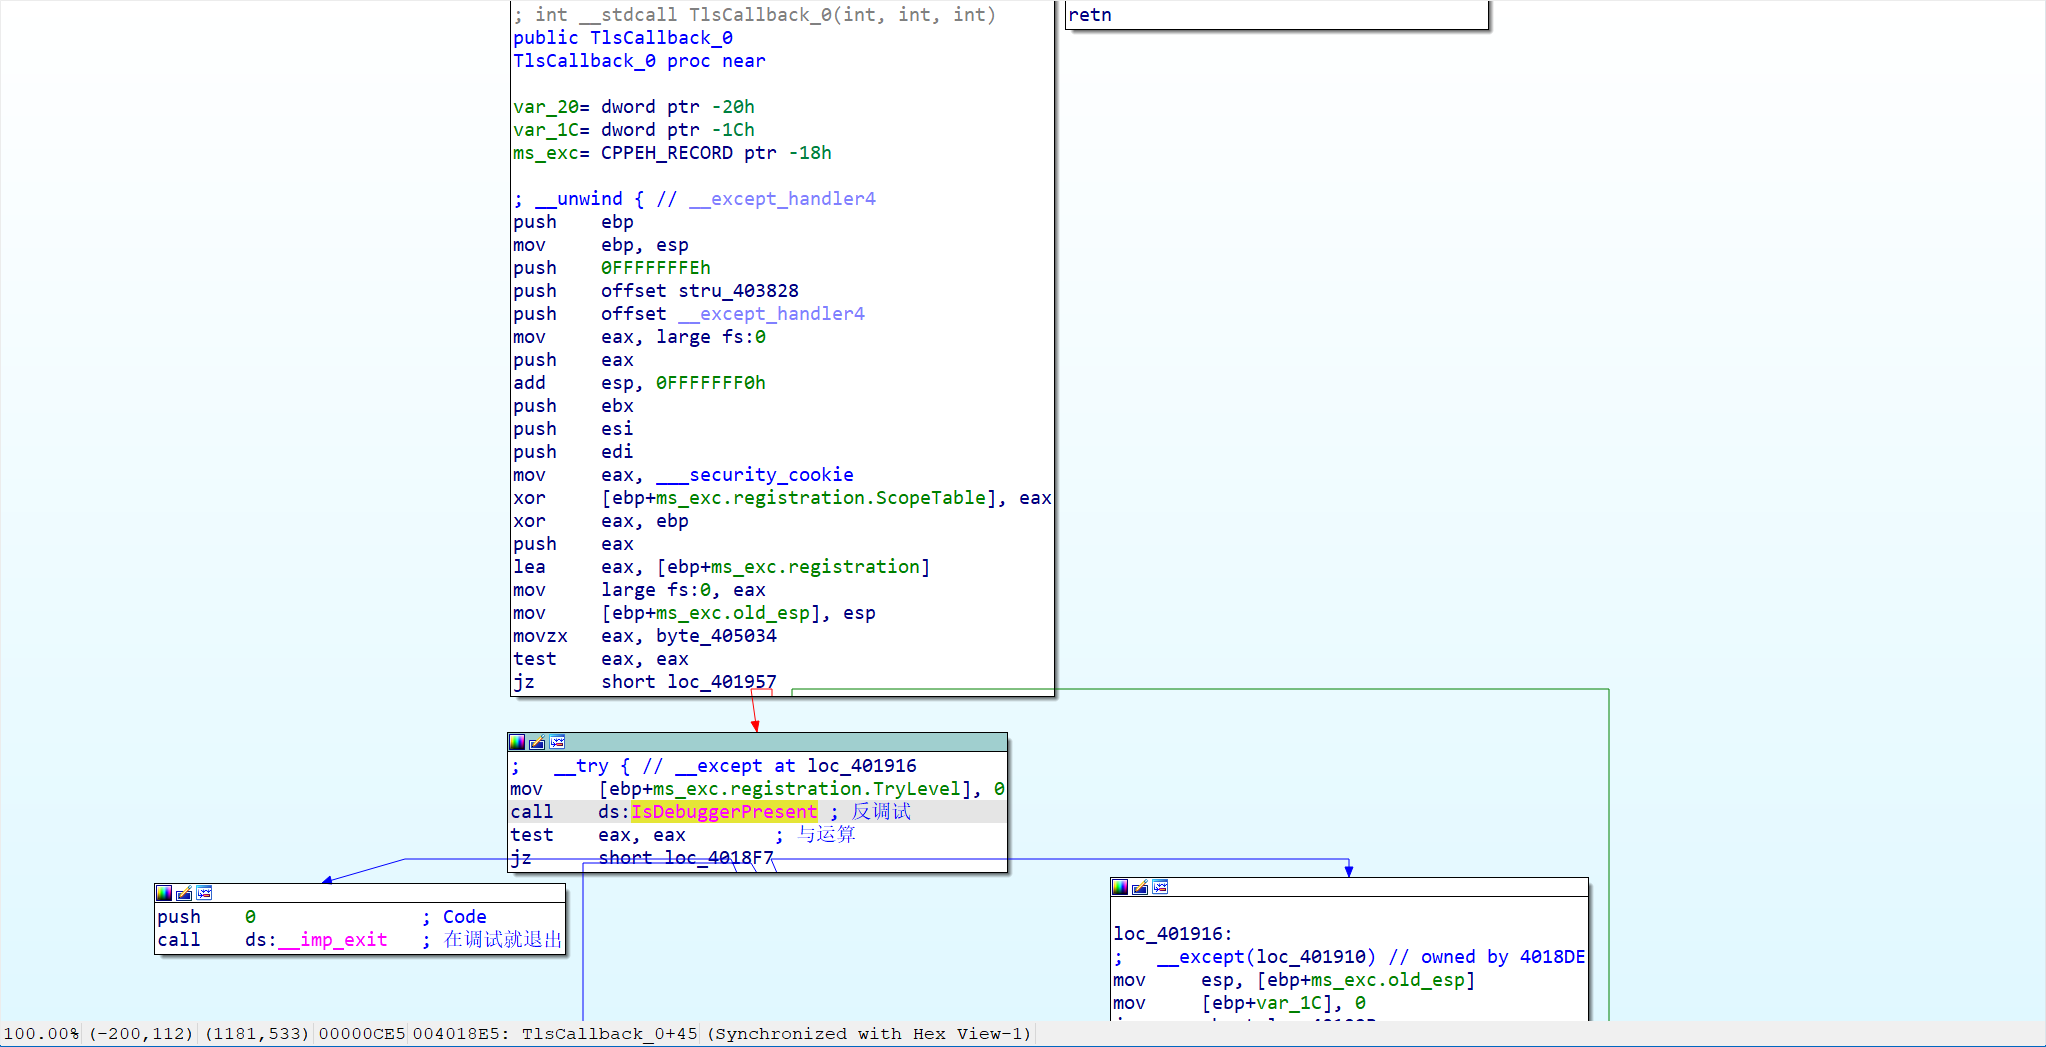 ; int __stdcall TlsCallback_0(int, int, int)
public TlsCallback_0
TlsCallback_0 proc near
var_20= dword ptr -20h
var_1C= dword ptr -1Ch
ms_exc= CPPEH_RECORD ptr -18h
; __unwind { // __except_handler4
push ebp
mov ebp, esp
push 0FFFFFFFEh
push offset stru_403828
push offset __except_handler4
mov eax, large fs:0
push eax
add esp, 0FFFFFFF0h
push ebx
push esi
push edi
mov eax, ___security_cookie
xor [ebp+ms_exc.registration.ScopeTable], eax
xor eax, ebp
push eax
lea eax, [ebp+ms_exc.registration]
mov large fs:0, eax
mov [ebp+ms_exc.old_esp], esp
movzx eax, byte_405034
test eax, eax
jz short loc_401957
retn
; __try { // __except at loc_401916
mov [ebp+ms_exc.registration.TryLevel], 0
call ds:IsDebuggerPresent ; 反调试
test eax, eax ; 与运算
jz short loc_4018F7
push 0 ; Code
call ds:__imp_exit ; 在调试就退出
loc_401916:
; __except(loc_401910) // owned by 4018DE
mov esp, [ebp+ms_exc.old_esp]
mov [ebp+var_1C], 0
100.00% (-200,112) (1181,533) 00000CE5 004018E5: TlsCallback_0+45 (Synchronized with Hex View-1)